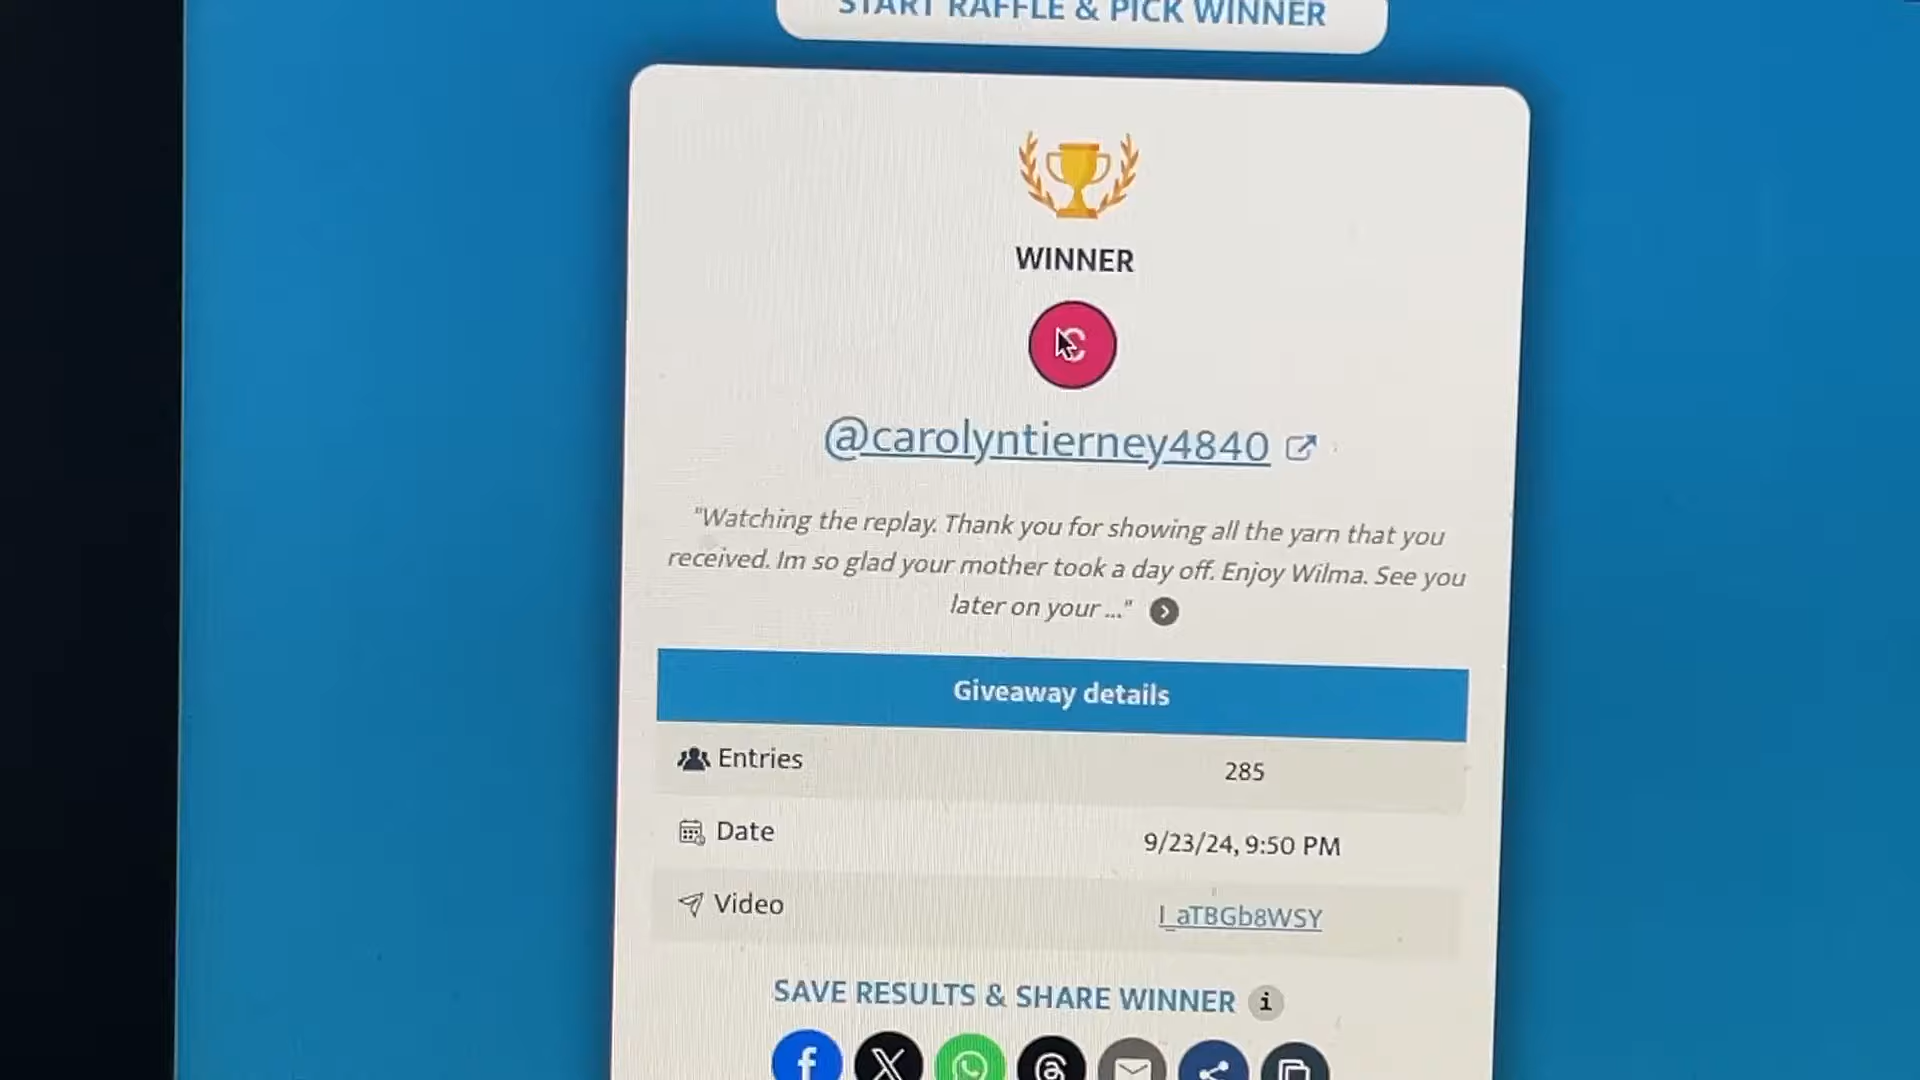 START RAFFLE & PICK WINNER
WINNER
C
@carolyntierney4840
"Watching the replay. Thank you for showing all the yarn that you
received. Im so glad your mother took a day off. Enjoy Wilma. See you
later on your ..."
Giveaway details
Entries 285
Date 9/23/24, 9:50 PM
Video I_aTBGb8WSY
SAVE RESULTS & SHARE WINNER i